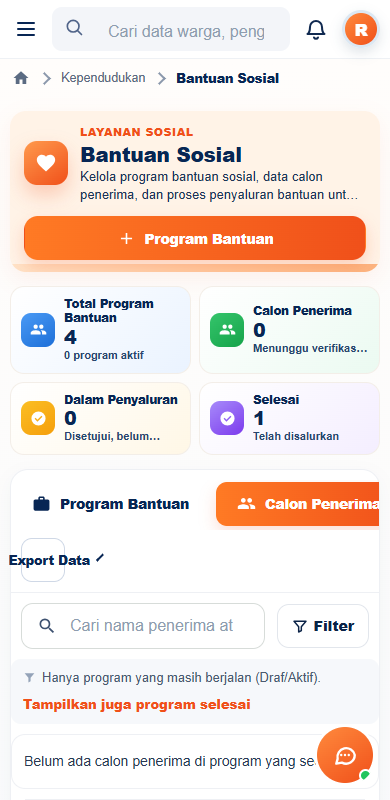 Cari data warga, peng
R
Kependudukan
Bantuan Sosial
LAYANAN SOSIAL
Bantuan Sosial
Kelola program bantuan sosial, data calon
penerima, dan proses penyaluran bantuan unt...
+ Program Bantuan
Total Program
Bantuan
4
0 program aktif
Calon Penerima
0
Menunggu verifikas...
Dalam Penyaluran
0
Disetujui, belum...
Selesai
1
Telah disalurkan
Program Bantuan
Calon Penerima
Export Data
Cari nama penerima at
Filter
Hanya program yang masih berjalan (Draf/Aktif).
Tampilkan juga program selesai
Belum ada calon penerima di program yang